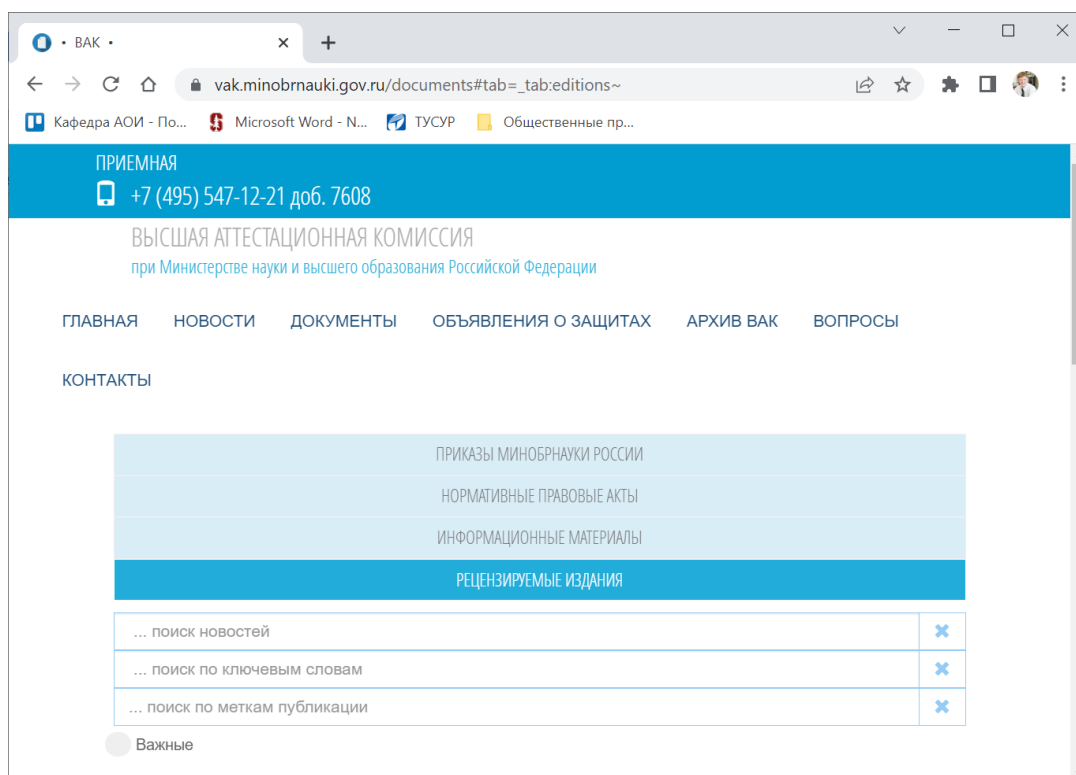 • ВАК •
vak.minobrnauki.gov.ru/documents#tab=_tab:editions~
Кафедра АОИ - По... Microsoft Word - N... ТУСУР Общественные пр...
ПРИЕМНАЯ
+7 (495) 547-12-21 доб. 7608
ВЫСШАЯ АТТЕСТАЦИОННАЯ КОМИССИЯ
при Министерстве науки и высшего образования Российской Федерации
ГЛАВНАЯ НОВОСТИ ДОКУМЕНТЫ ОБЪЯВЛЕНИЯ О ЗАЩИТАХ АРХИВ ВАК ВОПРОСЫ
КОНТАКТЫ
ПРИКАЗЫ МИНОБРНАУКИ РОССИИ
НОРМАТИВНЫЕ ПРАВОВЫЕ АКТЫ
ИНФОРМАЦИОННЫЕ МАТЕРИАЛЫ
РЕЦЕНЗИРУЕМЫЕ ИЗДАНИЯ
... поиск новостей
... поиск по ключевым словам
... поиск по меткам публикации
Важные